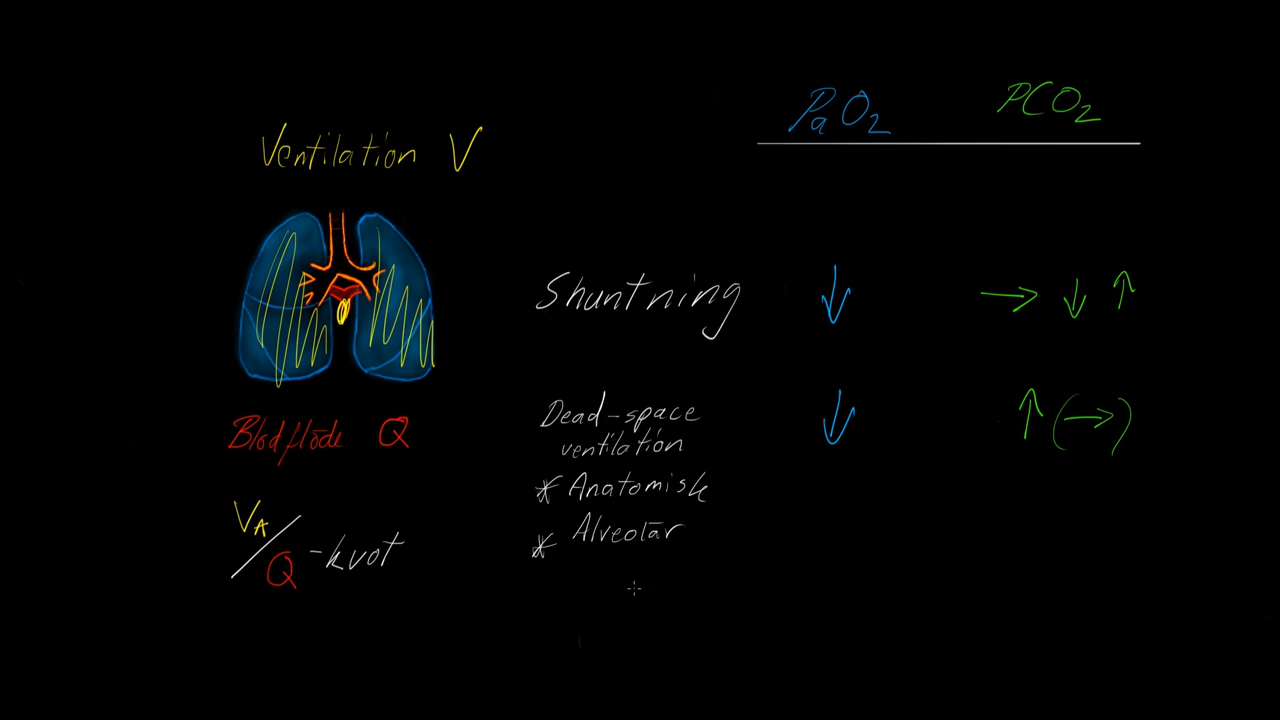 PaO2 PCO2
Ventilation V
Shuntning ↓ → ↓ ↑
Dead-space ↓ ↑ (→)
ventilation
Blodflöde Q
* Anatomisk
* Alveolär
VA/Q -kvot